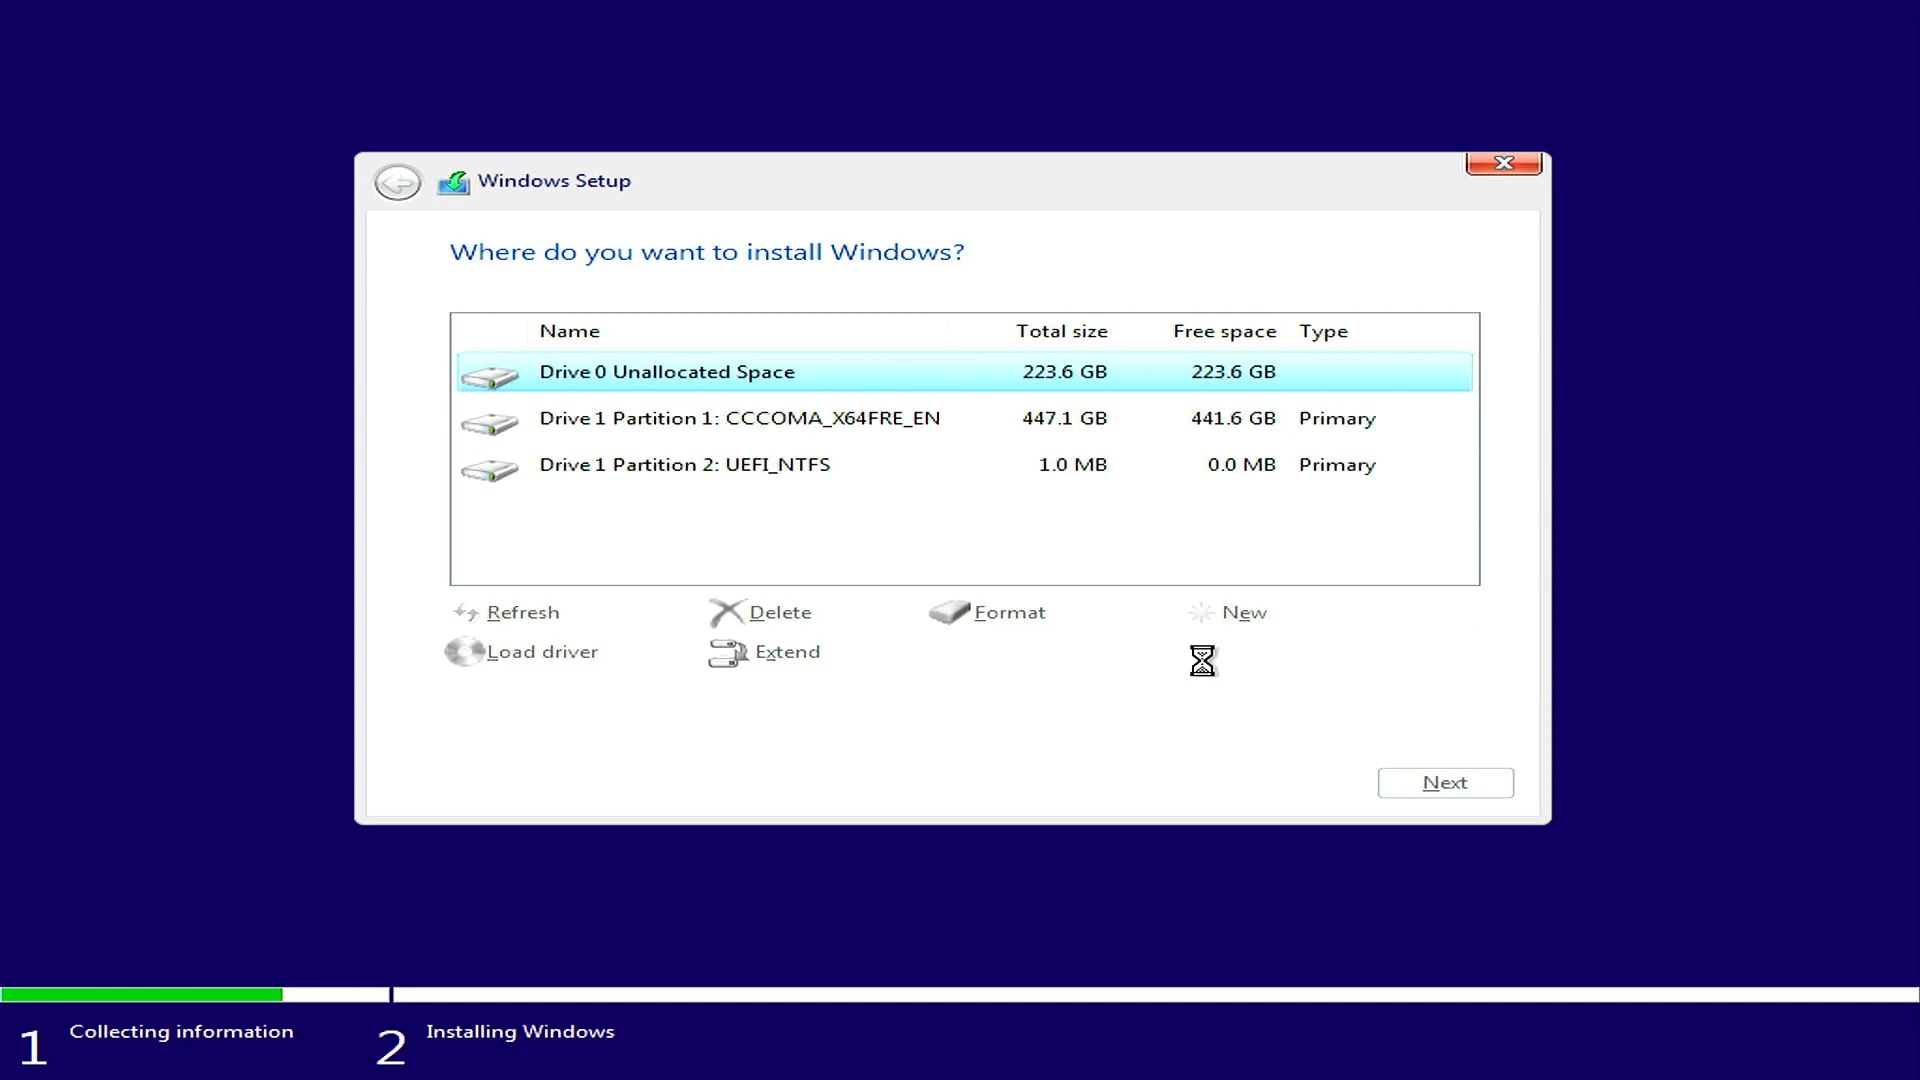 Windows Setup
Where do you want to install Windows?
Name Total size Free space Type
Drive 0 Unallocated Space 223.6 GB 223.6 GB
Drive 1 Partition 1: CCCOMA_X64FRE_EN 447.1 GB 441.6 GB Primary
Drive 1 Partition 2: UEFI_NTFS 1.0 MB 0.0 MB Primary
Refresh Delete Format New
Load driver Extend
Next
1 Collecting information 2 Installing Windows